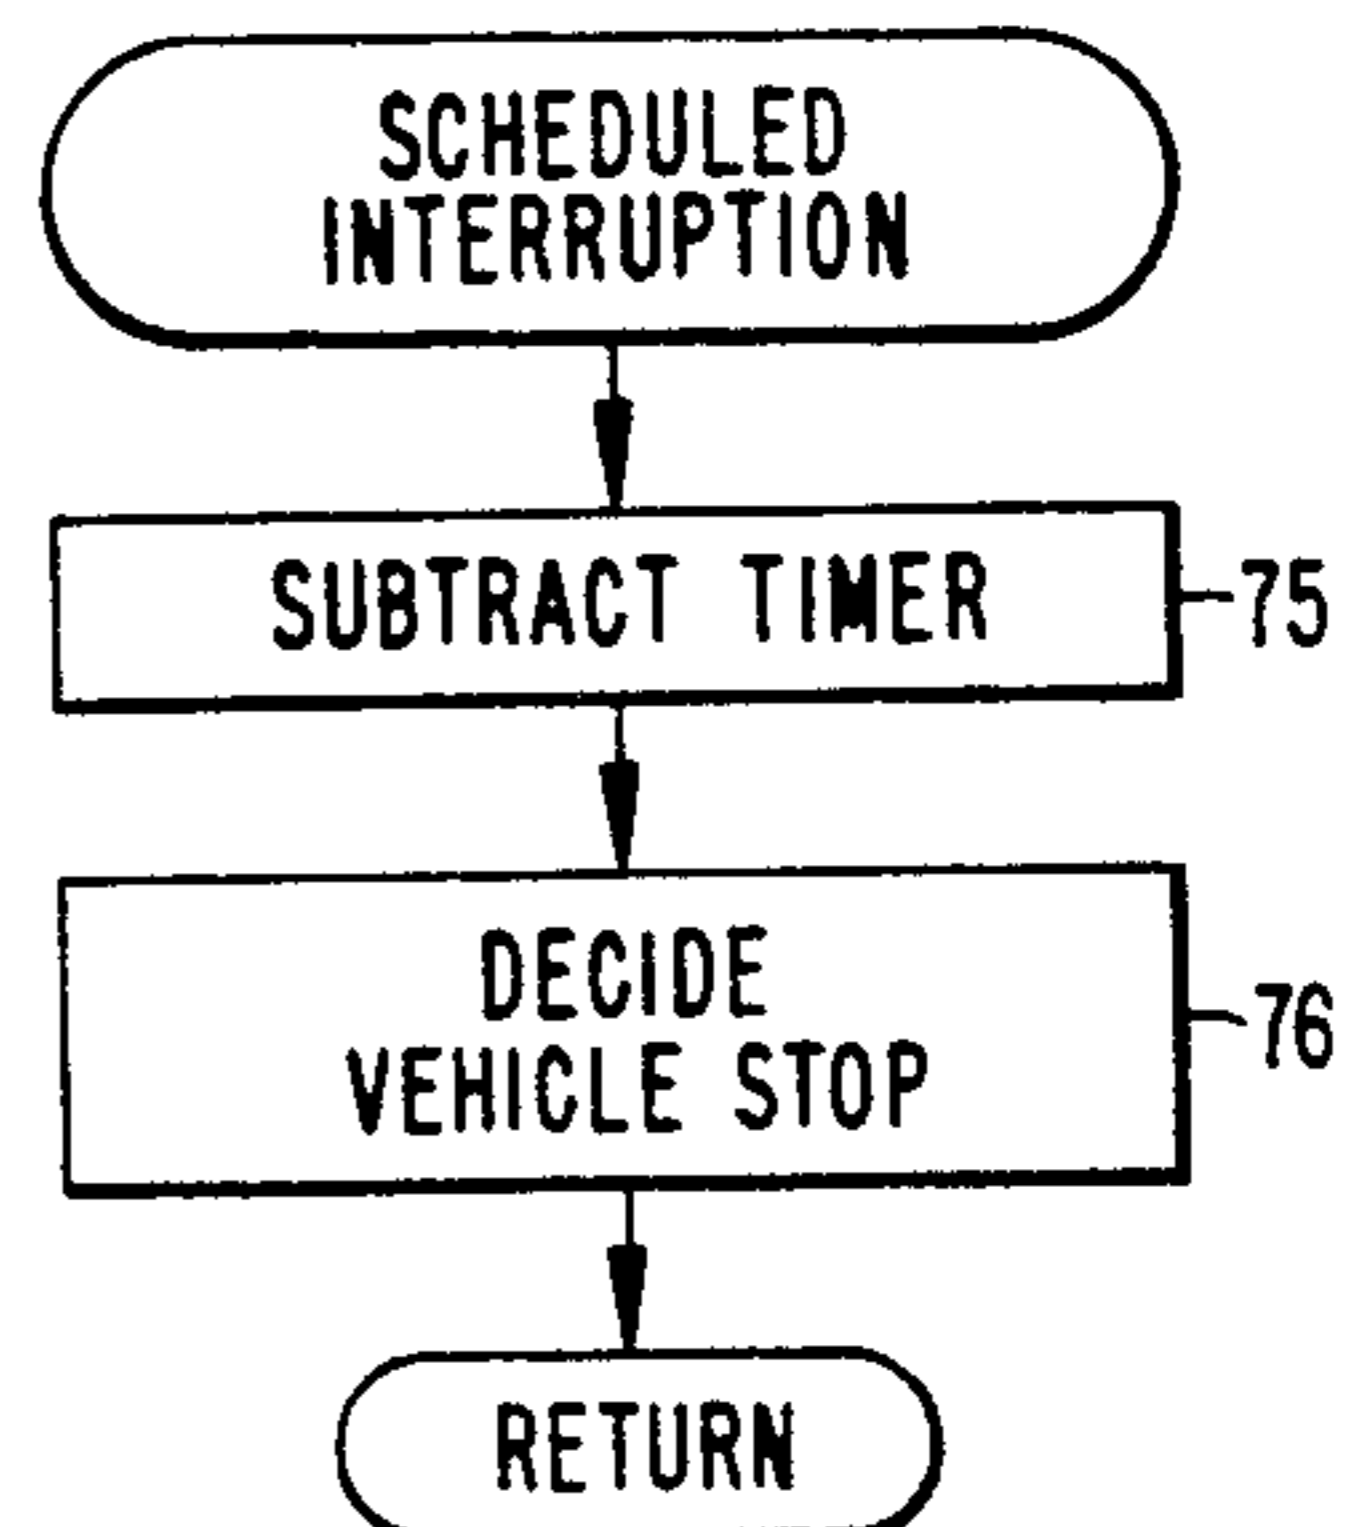 SCHEDULED
INTERRUPTION
SUBTRACT TIMER
75
DECIDE
VEHICLE STOP
76
RETURN